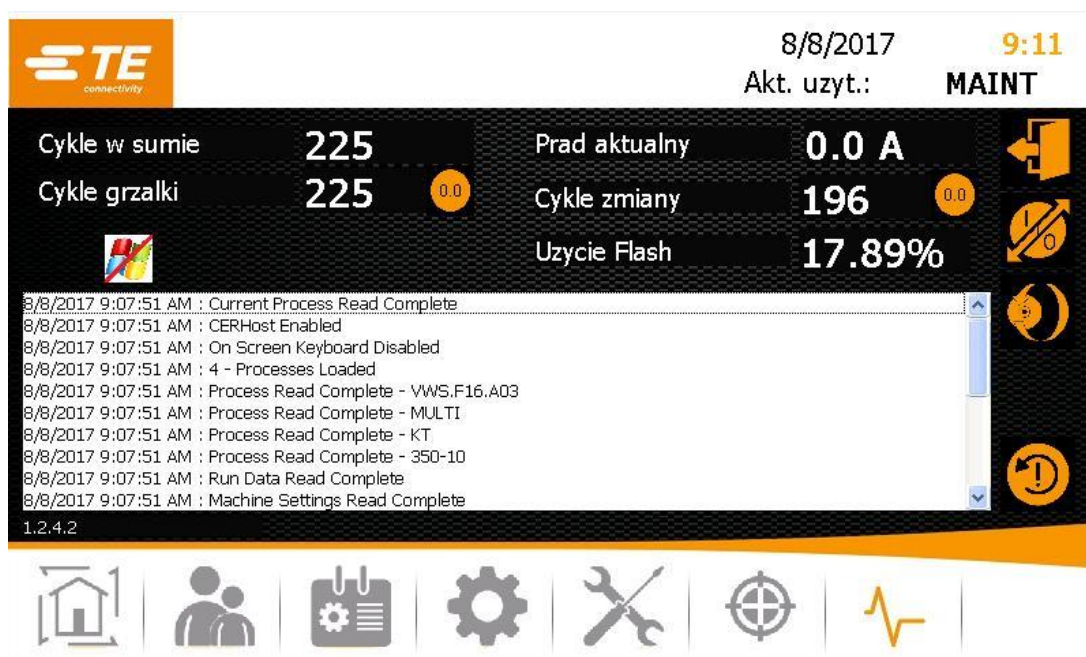 TE
connectivity
8/8/2017 9:11
Akt. uzyt.: MAINT
Cykle w sumie 225 Prad aktualny 0.0 A
Cykle grzalki 225 0.0 Cykle zmiany 196 0.0
Uzycie Flash 17.89%
I/O
8/8/2017 9:07:51 AM : Current Process Read Complete
8/8/2017 9:07:51 AM : CERHost Enabled
8/8/2017 9:07:51 AM : On Screen Keyboard Disabled
8/8/2017 9:07:51 AM : 4 - Processes Loaded
8/8/2017 9:07:51 AM : Process Read Complete - VWS.F16.A03
8/8/2017 9:07:51 AM : Process Read Complete - MULTI
8/8/2017 9:07:51 AM : Process Read Complete - KT
8/8/2017 9:07:51 AM : Process Read Complete - 350-10
8/8/2017 9:07:51 AM : Run Data Read Complete
8/8/2017 9:07:51 AM : Machine Settings Read Complete
1.2.4.2